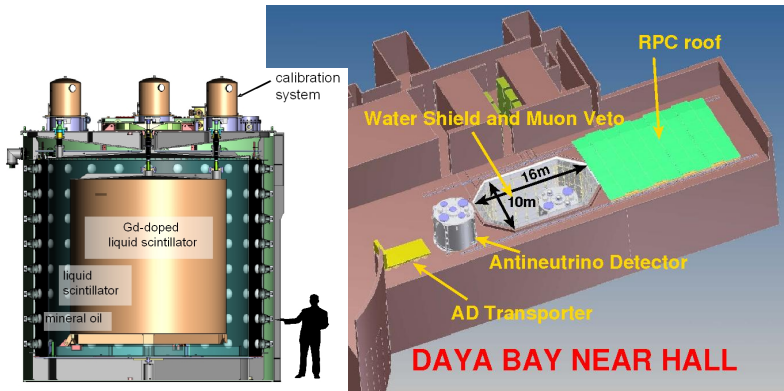 calibration
system
Gd-doped
liquid scintillator
liquid
scintillator
mineral oil
RPC roof
Water Shield and Muon Veto
16m
10m
Antineutrino Detector
AD Transporter
DAYA BAY NEAR HALL